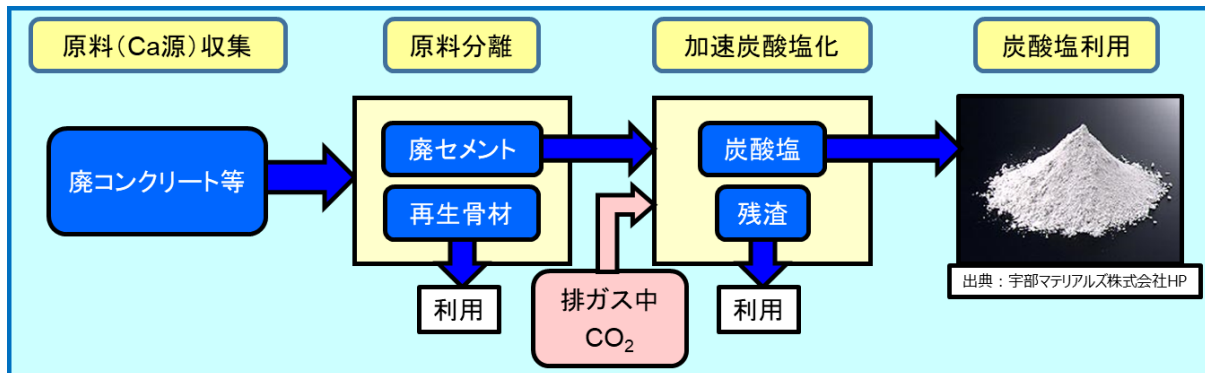 原料(Ca源)収集
原料分離
加速炭酸塩化
炭酸塩利用
廃コンクリート等
廃セメント
再生骨材
利用
排ガス中
CO₂
炭酸塩
残渣
利用
出典：宇部マテリアルズ株式会社HP